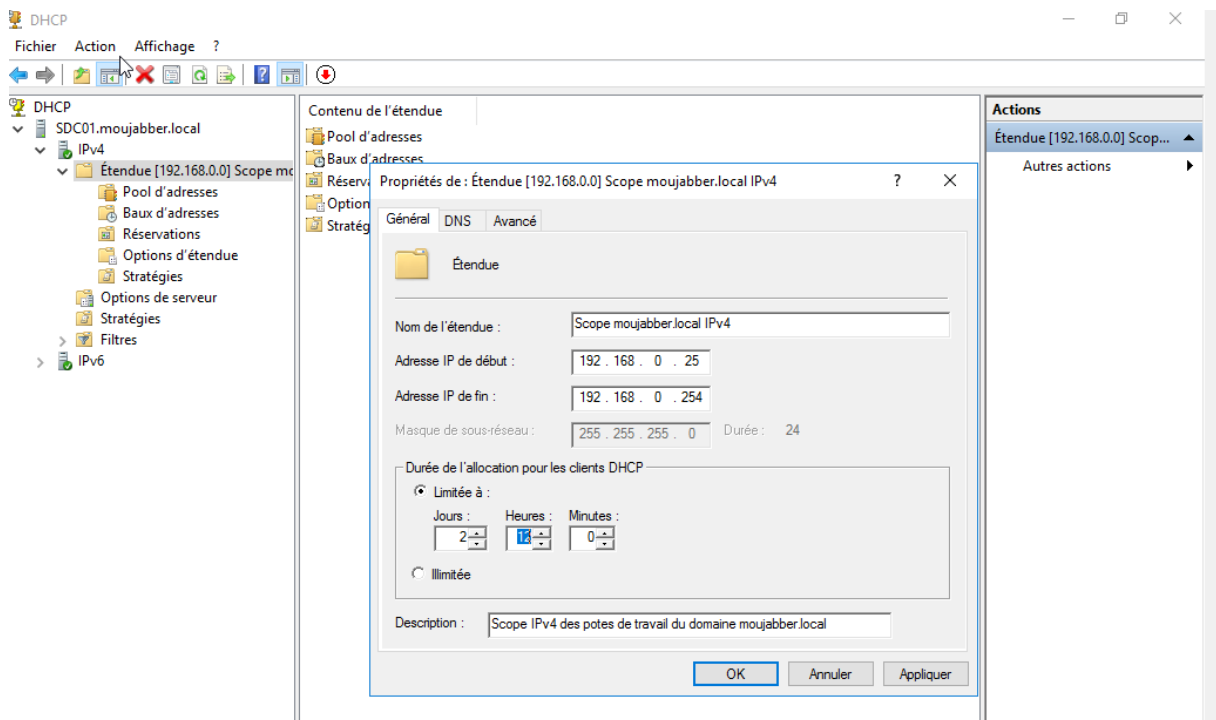 DHCP
Fichier Action Affichage ?
DHCP
SDC01.moujabber.local
IPv4
Étendue [192.168.0.0] Scope mo
Pool d'adresses
Baux d'adresses
Réservations
Options d'étendue
Stratégies
Options de serveur
Stratégies
Filtres
IPv6
Contenu de l'étendue
Pool d'adresses
Baux d'adresses
Réserv
Option
Stratég
Propriétés de : Étendue [192.168.0.0] Scope moujabber.local IPv4 ?
Général DNS Avancé
Étendue
Nom de l'étendue : Scope moujabber.local IPv4
Adresse IP de début : 192 . 168 . 0 . 25
Adresse IP de fin : 192 . 168 . 0 . 254
Masque de sous-réseau : 255 . 255 . 255 . 0 Durée : 24
Durée de l'allocation pour les clients DHCP
Limitée à :
Jours : Heures : Minutes :
2 12 0
Illimitée
Description : Scope IPv4 des potes de travail du domaine moujabber.local
OK Annuler Appliquer
Actions
Étendue [192.168.0.0] Scop...
Autres actions